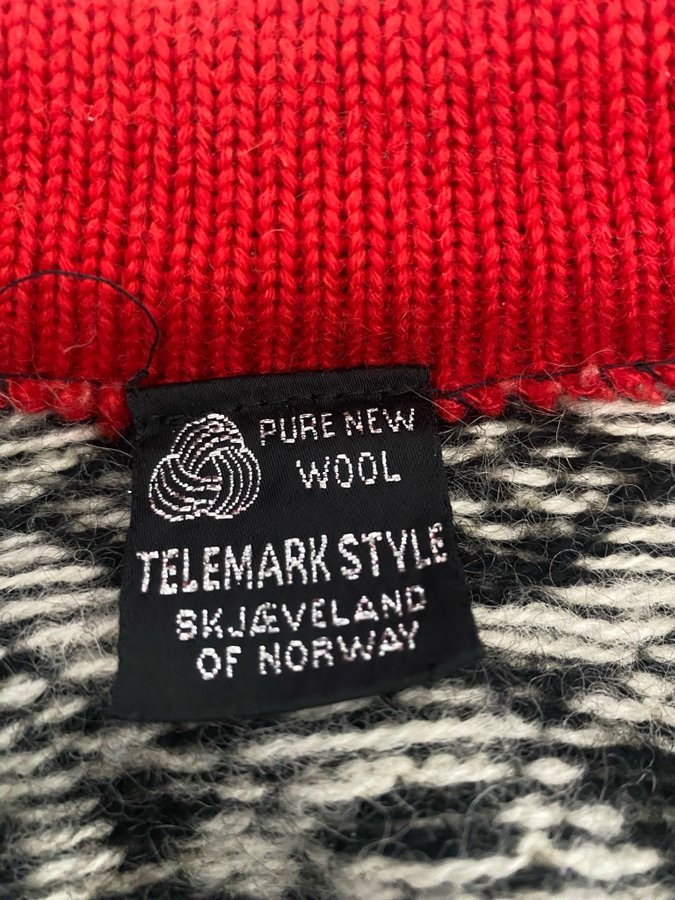 PURE NEW
WOOL
TELEMARK STYLE
SKJÆVELAND
OF NORWAY